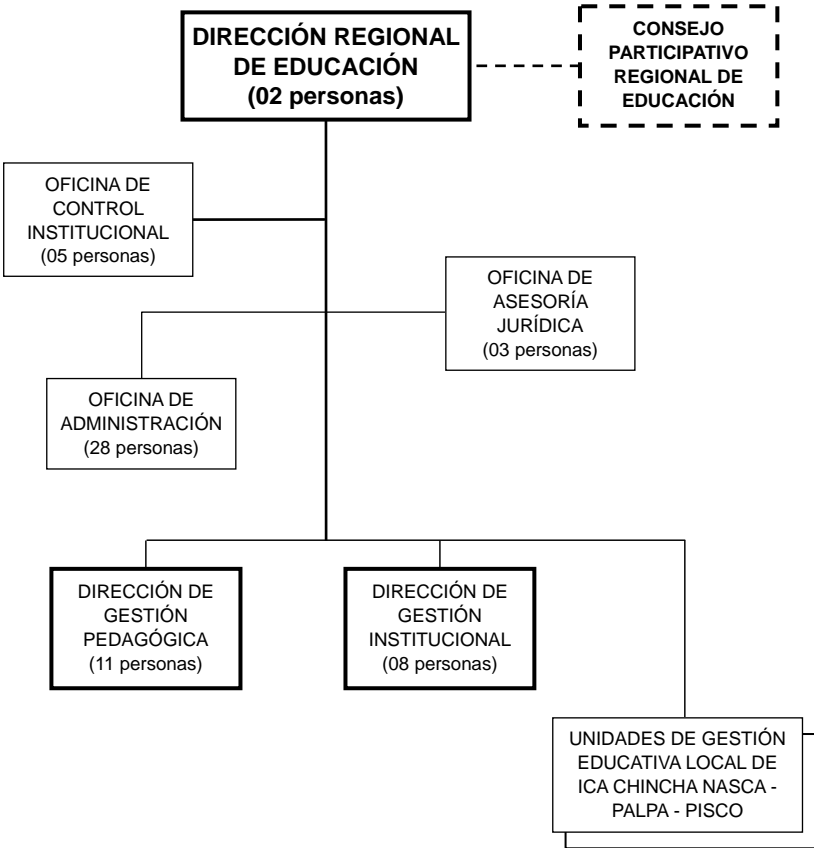 DIRECCIÓN REGIONAL
DE EDUCACIÓN
(02 personas)
CONSEJO
PARTICIPATIVO
REGIONAL DE
EDUCACIÓN
OFICINA DE
CONTROL
INSTITUCIONAL
(05 personas)
OFICINA DE
ASESORÍA
JURÍDICA
(03 personas)
OFICINA DE
ADMINISTRACIÓN
(28 personas)
DIRECCIÓN DE
GESTIÓN
PEDAGÓGICA
(11 personas)
DIRECCIÓN DE
GESTIÓN
INSTITUCIONAL
(08 personas)
UNIDADES DE GESTIÓN
EDUCATIVA LOCAL DE
ICA CHINCHA NASCA -
PALPA - PISCO